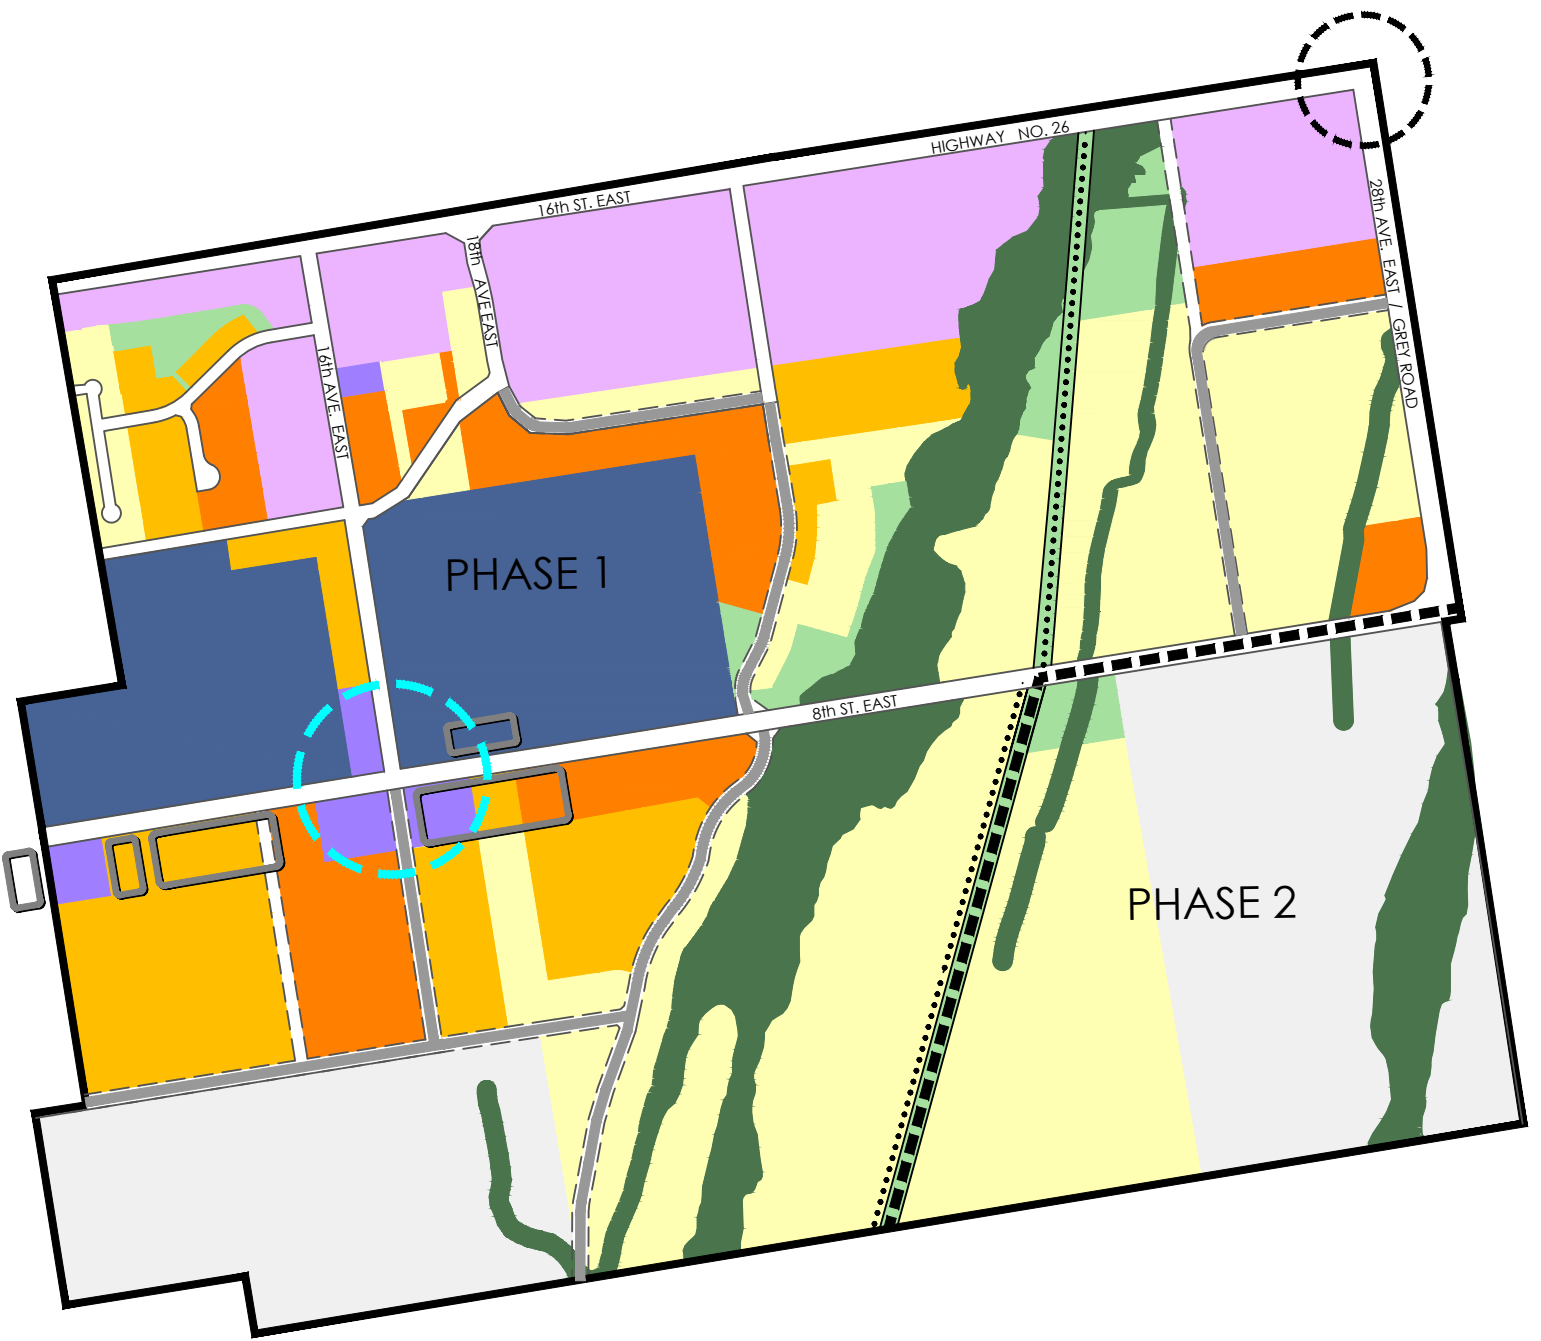 HIGHWAY NO. 26
16th ST. EAST
18th AVE EAST
28th AVE. EAST / GREY ROAD
16th AVE. EAST
PHASE 1
8th ST. EAST
PHASE 2